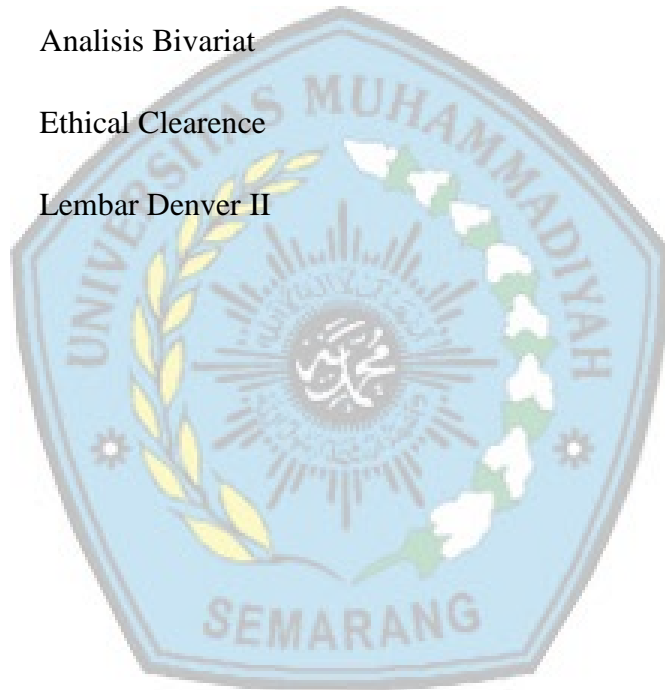 Analisis Bivariat
Ethical Clearence
Lembar Denver II
UNIVERSITAS MUHAMMADIYAH
SEMARANG